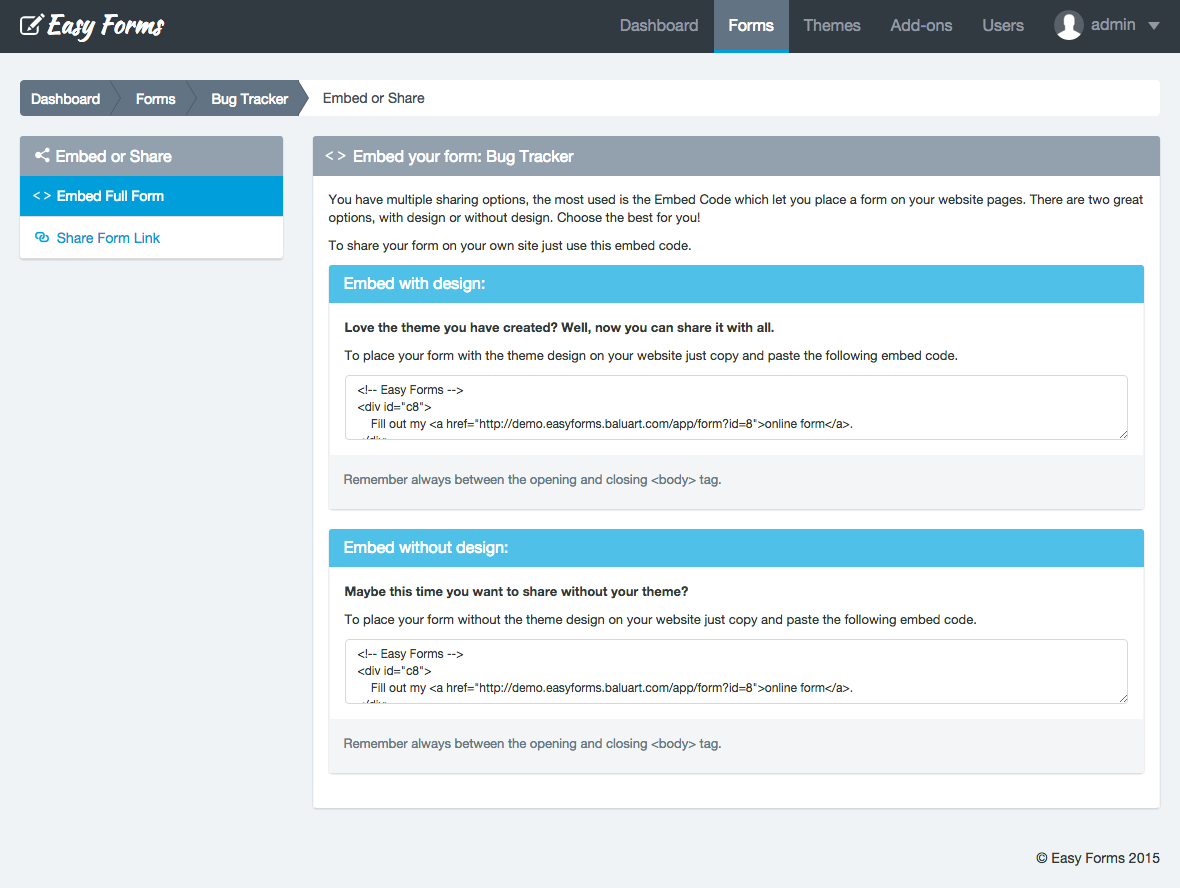 Easy Forms
Dashboard Forms Themes Add-ons Users admin
Dashboard Forms Bug Tracker Embed or Share
Embed or Share
< > Embed Full Form
Share Form Link
< > Embed your form: Bug Tracker
You have multiple sharing options, the most used is the Embed Code which let you place a form on your website pages. There are two great
options, with design or without design. Choose the best for you!
To share your form on your own site just use this embed code.
Embed with design:
Love the theme you have created? Well, now you can share it with all.
To place your form with the theme design on your website just copy and paste the following embed code.
<!-- Easy Forms -->
<div id="c8">
Fill out my <a href="http://demo.easyforms.baluart.com/app/form?id=8">online form</a>.
Remember always between the opening and closing <body> tag.
Embed without design:
Maybe this time you want to share without your theme?
To place your form without the theme design on your website just copy and paste the following embed code.
<!-- Easy Forms -->
<div id="c8">
Fill out my <a href="http://demo.easyforms.baluart.com/app/form?id=8">online form</a>.
Remember always between the opening and closing <body> tag.
© Easy Forms 2015